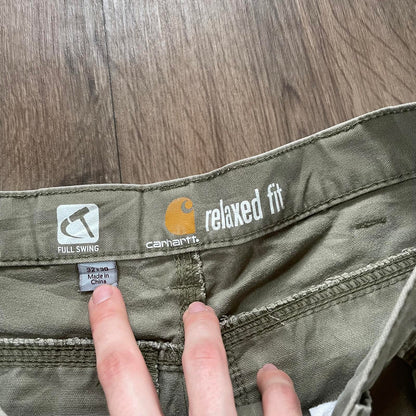 FULL SWING
carhartt
relaxed fit
32x30
Made in
China